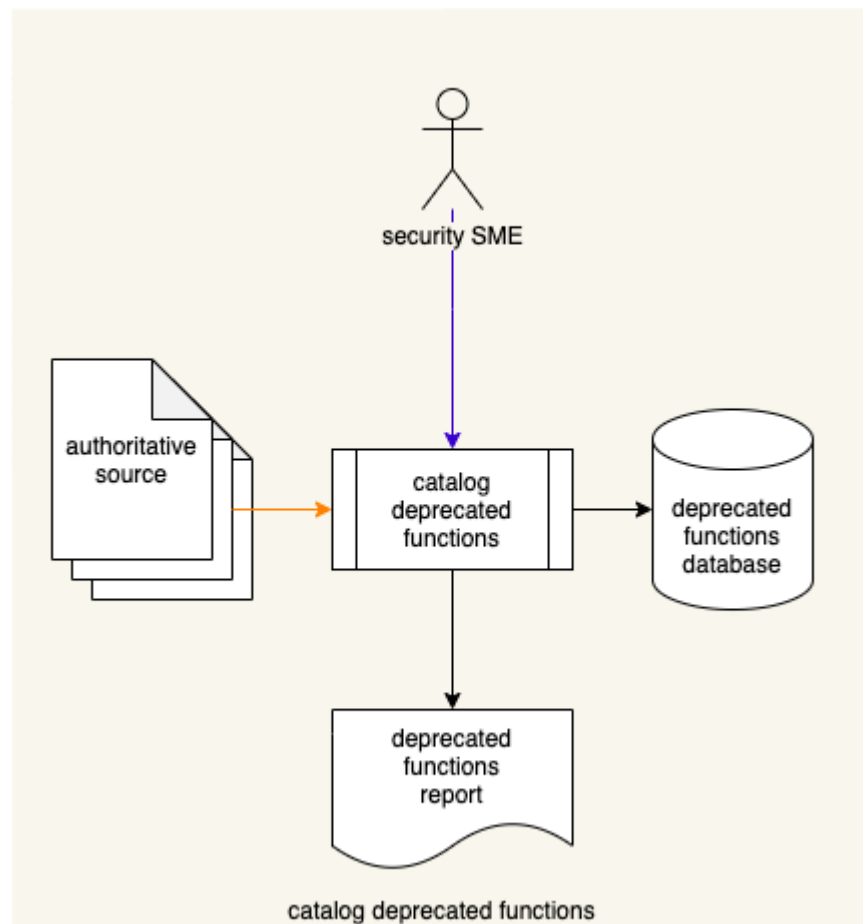 security SME
authoritative
source
catalog
deprecated
functions
deprecated
functions
database
deprecated
functions
report
catalog deprecated functions